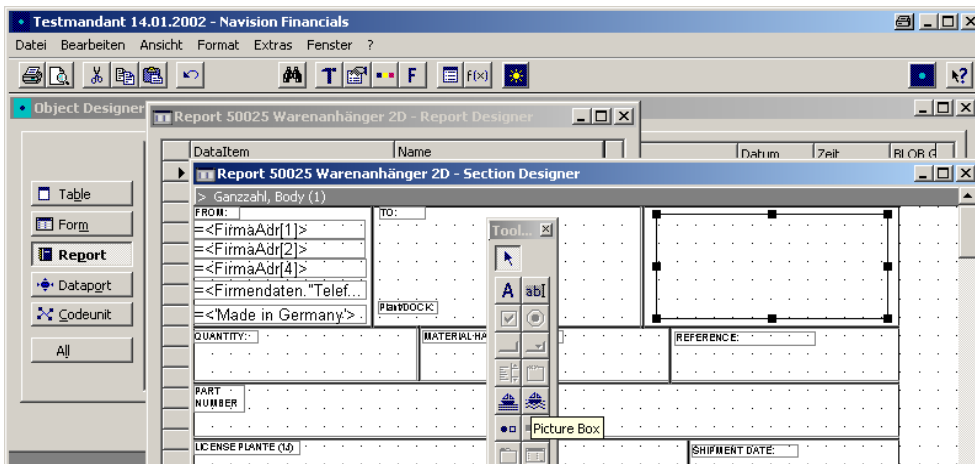 Testmandant 14.01.2002 - Navision Financials
Datei Bearbeiten Ansicht Format Extras Fenster ?
F f(x) ?
Object Designer
Report 50025 Warenanhänger 2D - Report Designer
DataItem Name Datum Zeit BLOB G
Report 50025 Warenanhänger 2D - Section Designer
> Ganzzahl, Body (1)
Table
Form
Report
Dataport
Codeunit
All
FROM: TO:
=<FirmaAdr[1]>
=<FirmaAdr[2]>
=<FirmaAdr[4]>
=<Firmendaten."Telef...
=<'Made in Germany'>
Plant/DOCK:
Tool...
A ab
QUANTITY: MATERIAL-HA REFERENCE:
PART
NUMBER
Picture Box
LICENSE PLANTE (1J) SHIPMENT DATE: